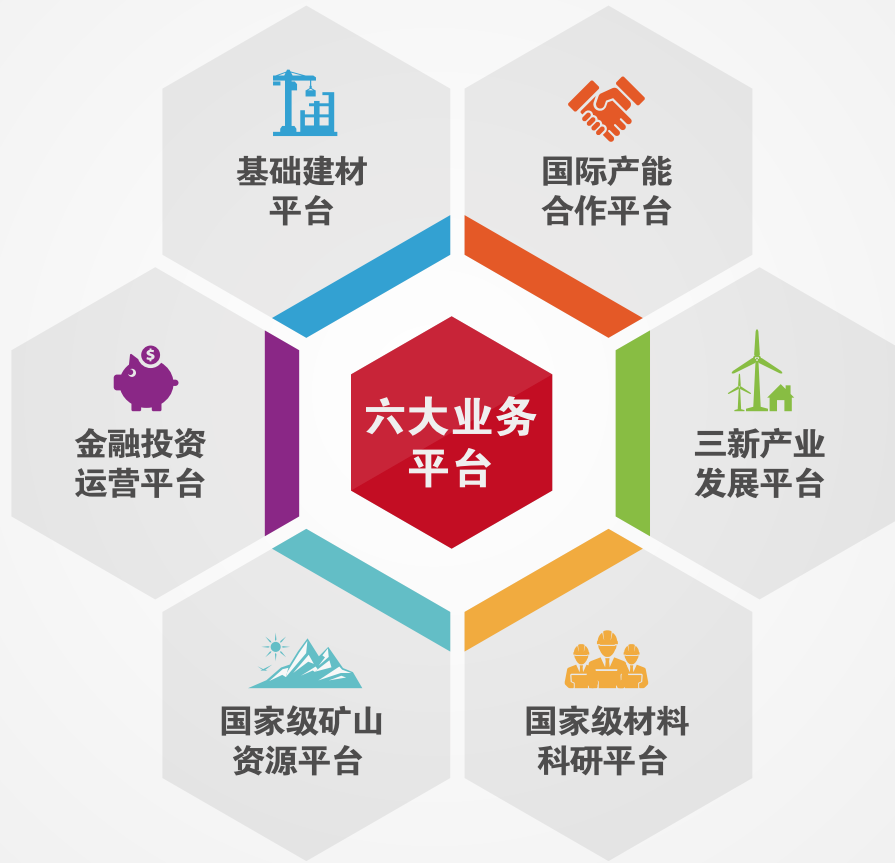 基础建材
平台
国际产能
合作平台
金融投资
运营平台
六大业务
平台
三新产业
发展平台
国家级矿山
资源平台
国家级材料
科研平台
$